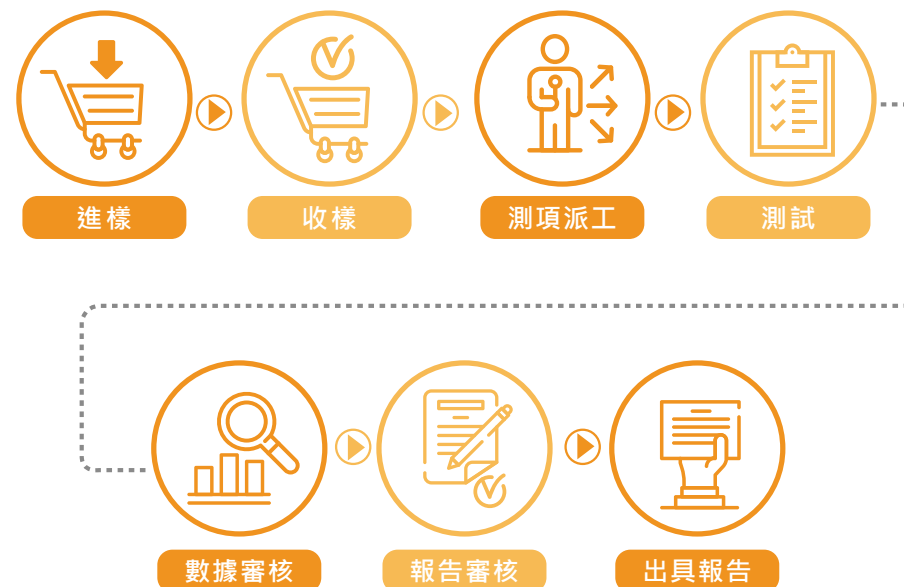 進樣
收樣
測項派工
測試
數據審核
報告審核
出具報告